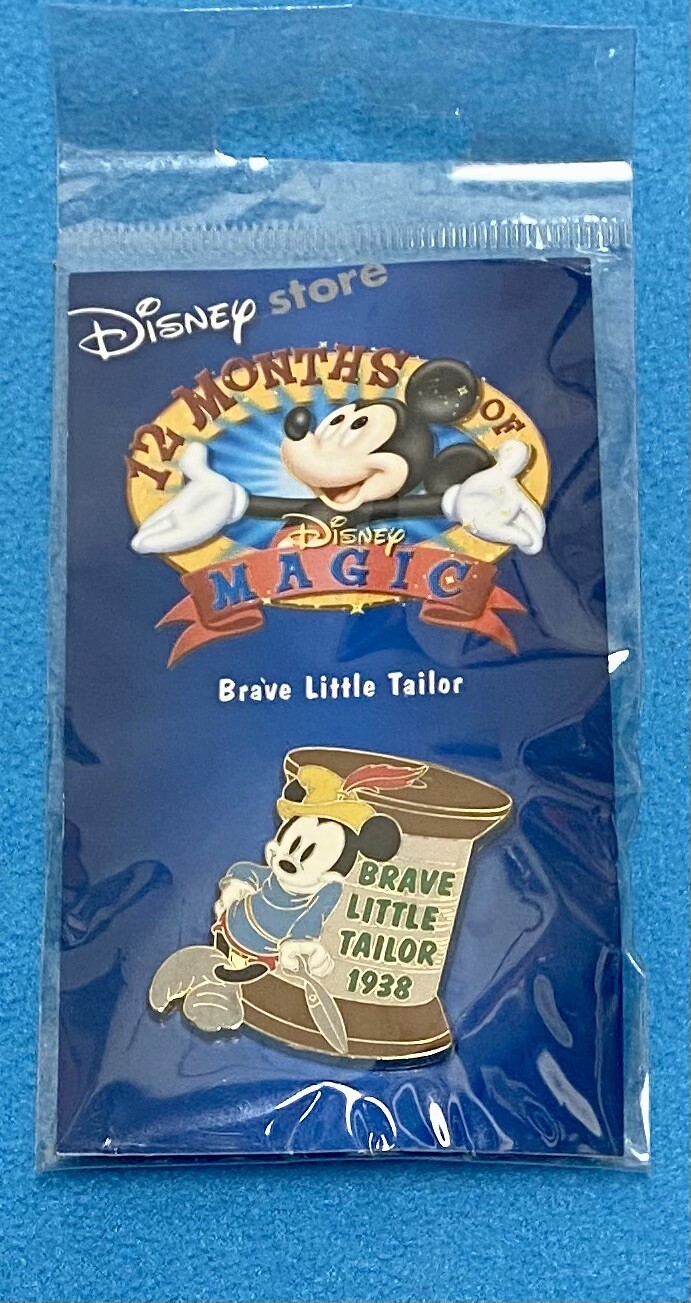 Disney store
12 MONTHS OF
Disney
MAGIC
Brave Little Tailor
BRAVE
LITTLE
TAILOR
1938